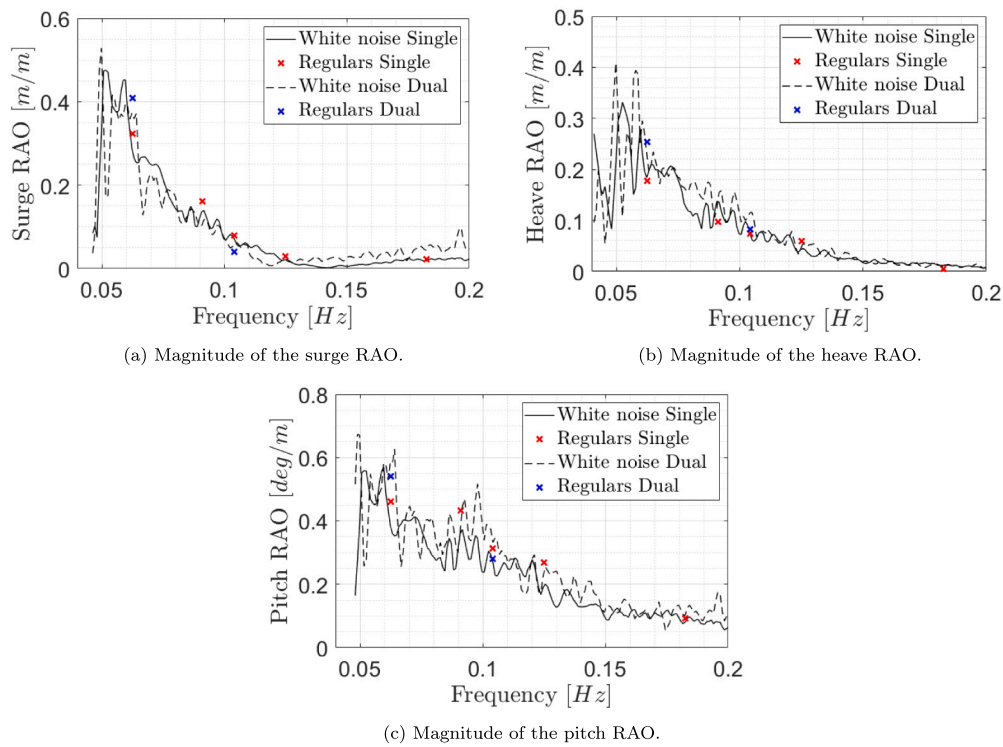 0.6
0.4
0.2
0
0.05
0.1
0.15
0.2
Surge RAO [m/m]
Frequency [Hz]
White noise Single
Regulars Single
White noise Dual
Regulars Dual
(a) Magnitude of the surge RAO.
0.5
0.4
0.3
0.2
0.1
0
0.05
0.1
0.15
0.2
Heave RAO [m/m]
Frequency [Hz]
White noise Single
Regulars Single
White noise Dual
Regulars Dual
(b) Magnitude of the heave RAO.
0.8
0.6
0.4
0.2
0
0.05
0.1
0.15
0.2
Pitch RAO [deg/m]
Frequency [Hz]
White noise Single
Regulars Single
White noise Dual
Regulars Dual
(c) Magnitude of the pitch RAO.